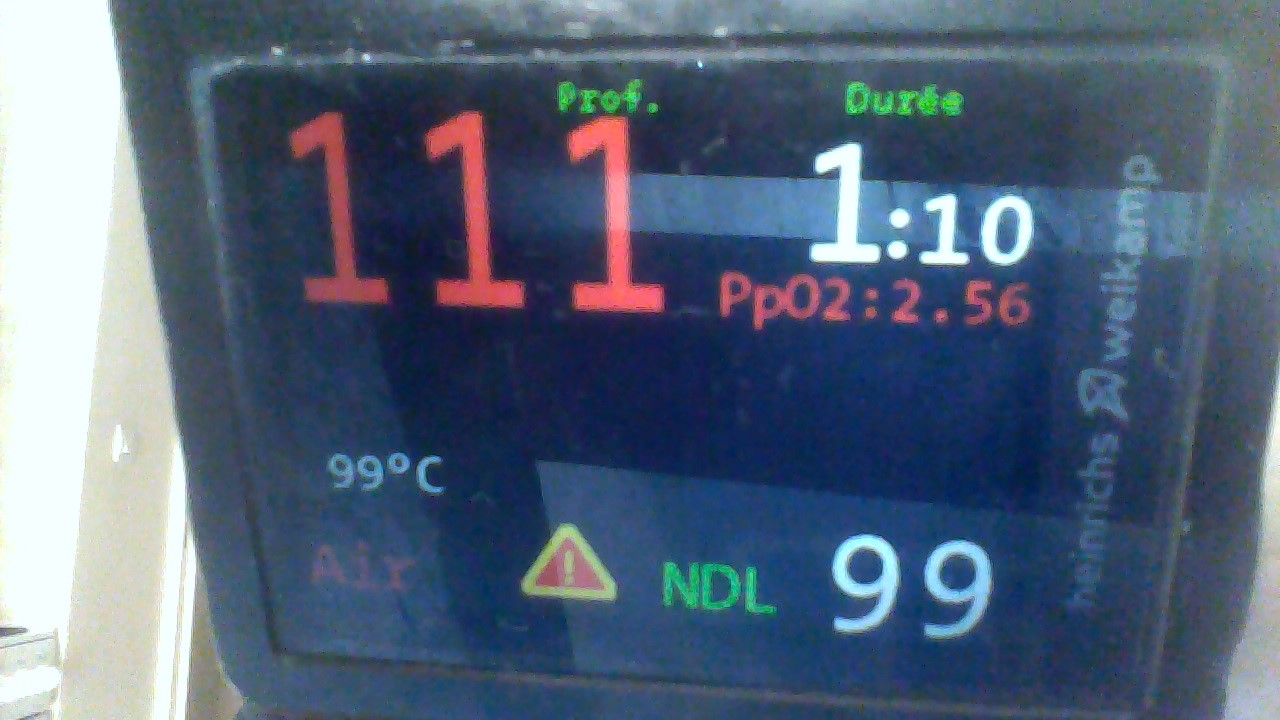 Prof. Durée
111 1:10
PpO2:2.56
99°C
Air NDL 99
heinrichs weikamp